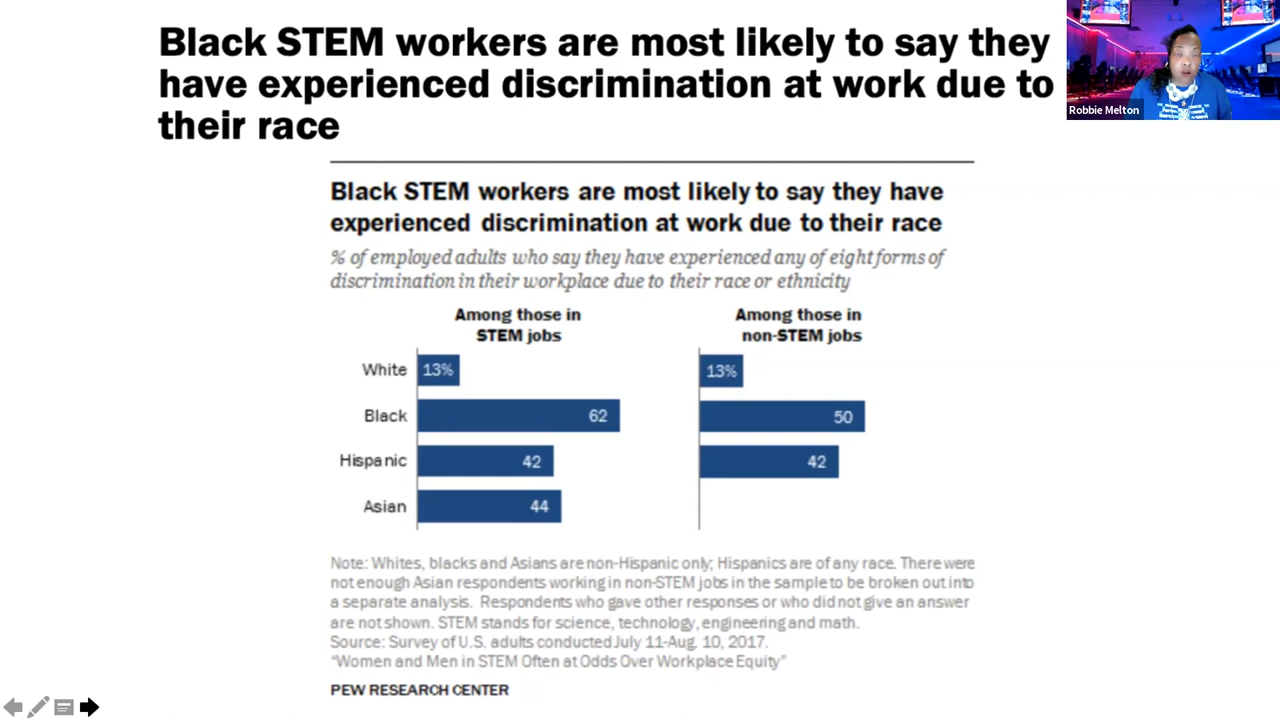 Black STEM workers are most likely to say they
have experienced discrimination at work due to
their race
Robbie Melton
Black STEM workers are most likely to say they have
experienced discrimination at work due to their race
% of employed adults who say they have experienced any of eight forms of
discrimination in their workplace due to their race or ethnicity
Among those in
STEM jobs
Among those in
non-STEM jobs
White 13% 13%
Black 62 50
Hispanic 42 42
Asian 44
Note: Whites, blacks and Asians are non-Hispanic only; Hispanics are of any race. There were
not enough Asian respondents working in non-STEM jobs in the sample to be broken out into
a separate analysis. Respondents who gave other responses or who did not give an answer
are not shown. STEM stands for science, technology, engineering and math.
Source: Survey of U.S. adults conducted July 11-Aug. 10, 2017.
“Women and Men in STEM Often at Odds Over Workplace Equity”
PEW RESEARCH CENTER